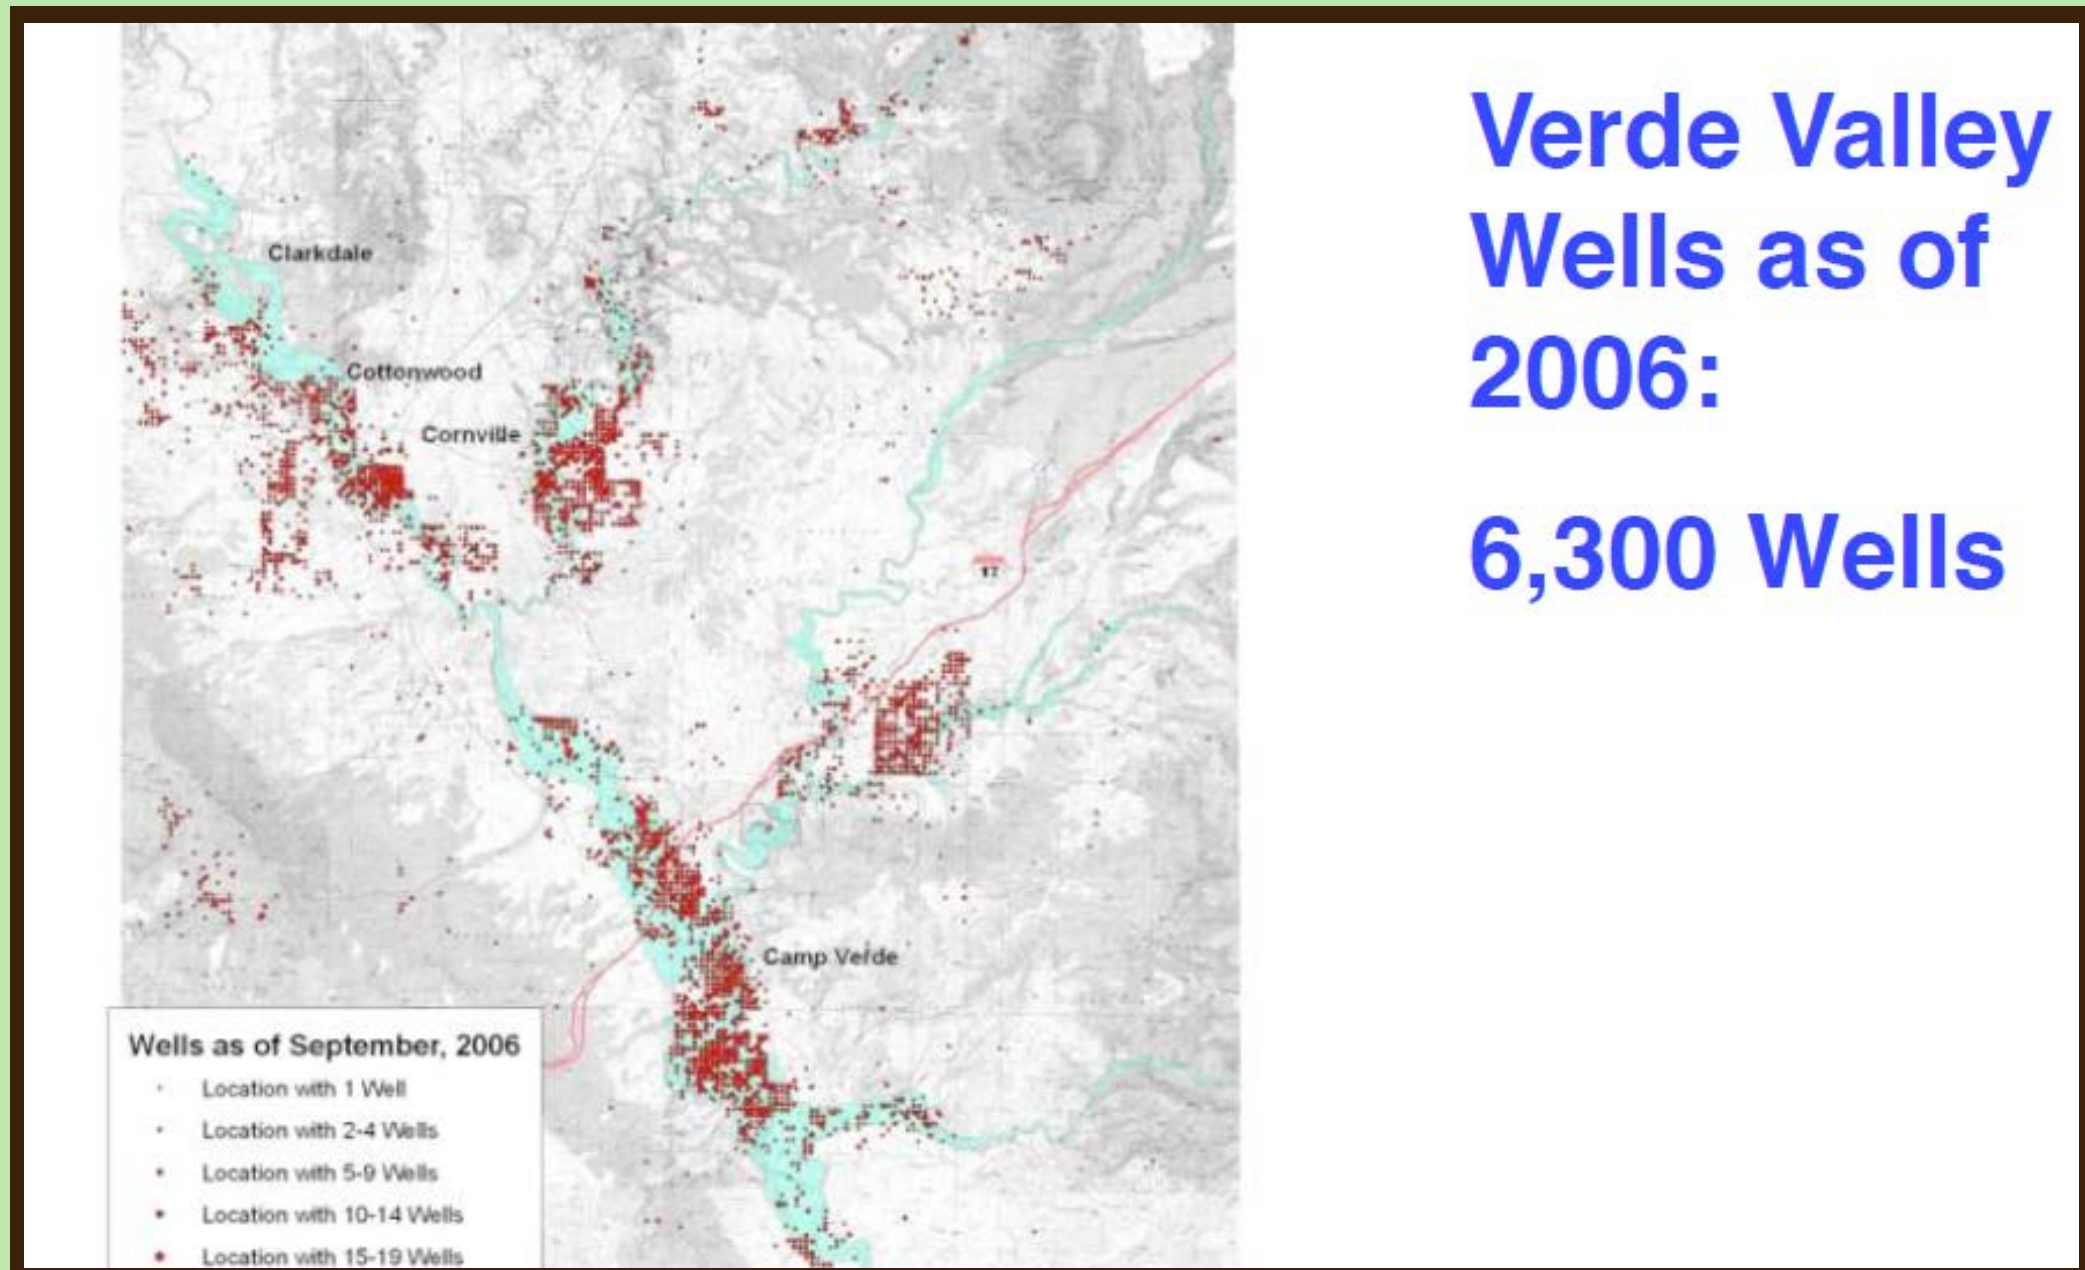 Verde Valley
Wells as of
2006:
6,300 Wells
Clarkdale
Cottonwood
Cornville
17
Camp Verde
Wells as of September, 2006
Location with 1 Well
Location with 2-4 Wells
Location with 5-9 Wells
Location with 10-14 Wells
Location with 15-19 Wells